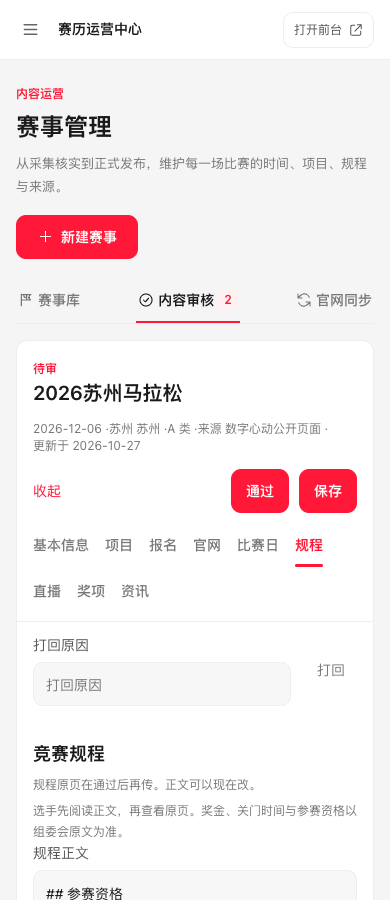 赛历运营中心
打开前台
内容运营
赛事管理
从采集核实到正式发布，维护每一场比赛的时间、项目、规程
与来源。
新建赛事
赛事库
内容审核 2
官网同步
待审
2026苏州马拉松
2026-12-06 ·苏州 苏州 ·A 类 ·来源 数字心动公开页面 ·
更新于 2026-10-27
收起
通过
保存
基本信息 项目 报名 官网 比赛日 规程
直播 奖项 资讯
打回原因
打回原因
打回
竞赛规程
规程原页在通过后再传。正文可以现在改。
选手先阅读正文，再查看原页。奖金、关门时间与参赛资格以
组委会原文为准。
规程正文
## 参赛资格